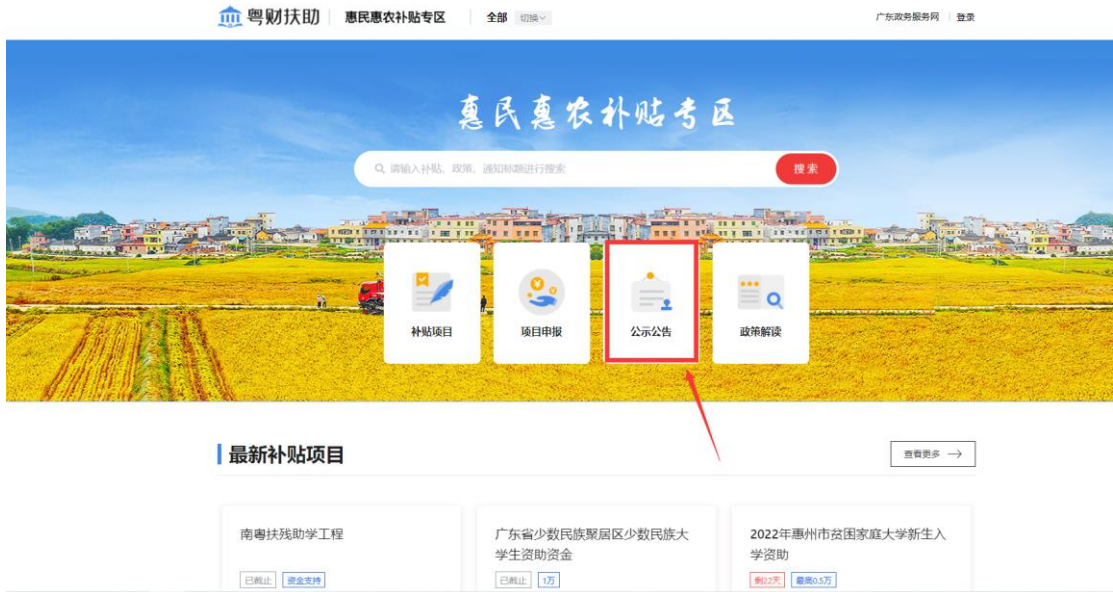 粤财扶助 惠民惠农补贴专区 全部 切换 广东政务服务网 登录
惠民惠农补贴专区
请输入补贴、政策、通知标题进行搜索 搜索
补贴项目 项目申报 公示公告 政策解读
最新补贴项目 查看更多 →
南粤扶残助学工程 广东省少数民族聚居区少数民族大 2022年惠州市贫困家庭大学新生入
学生资助资金 学资助
已截止 资金支持 已截止 1万 剩22天 最高0.5万